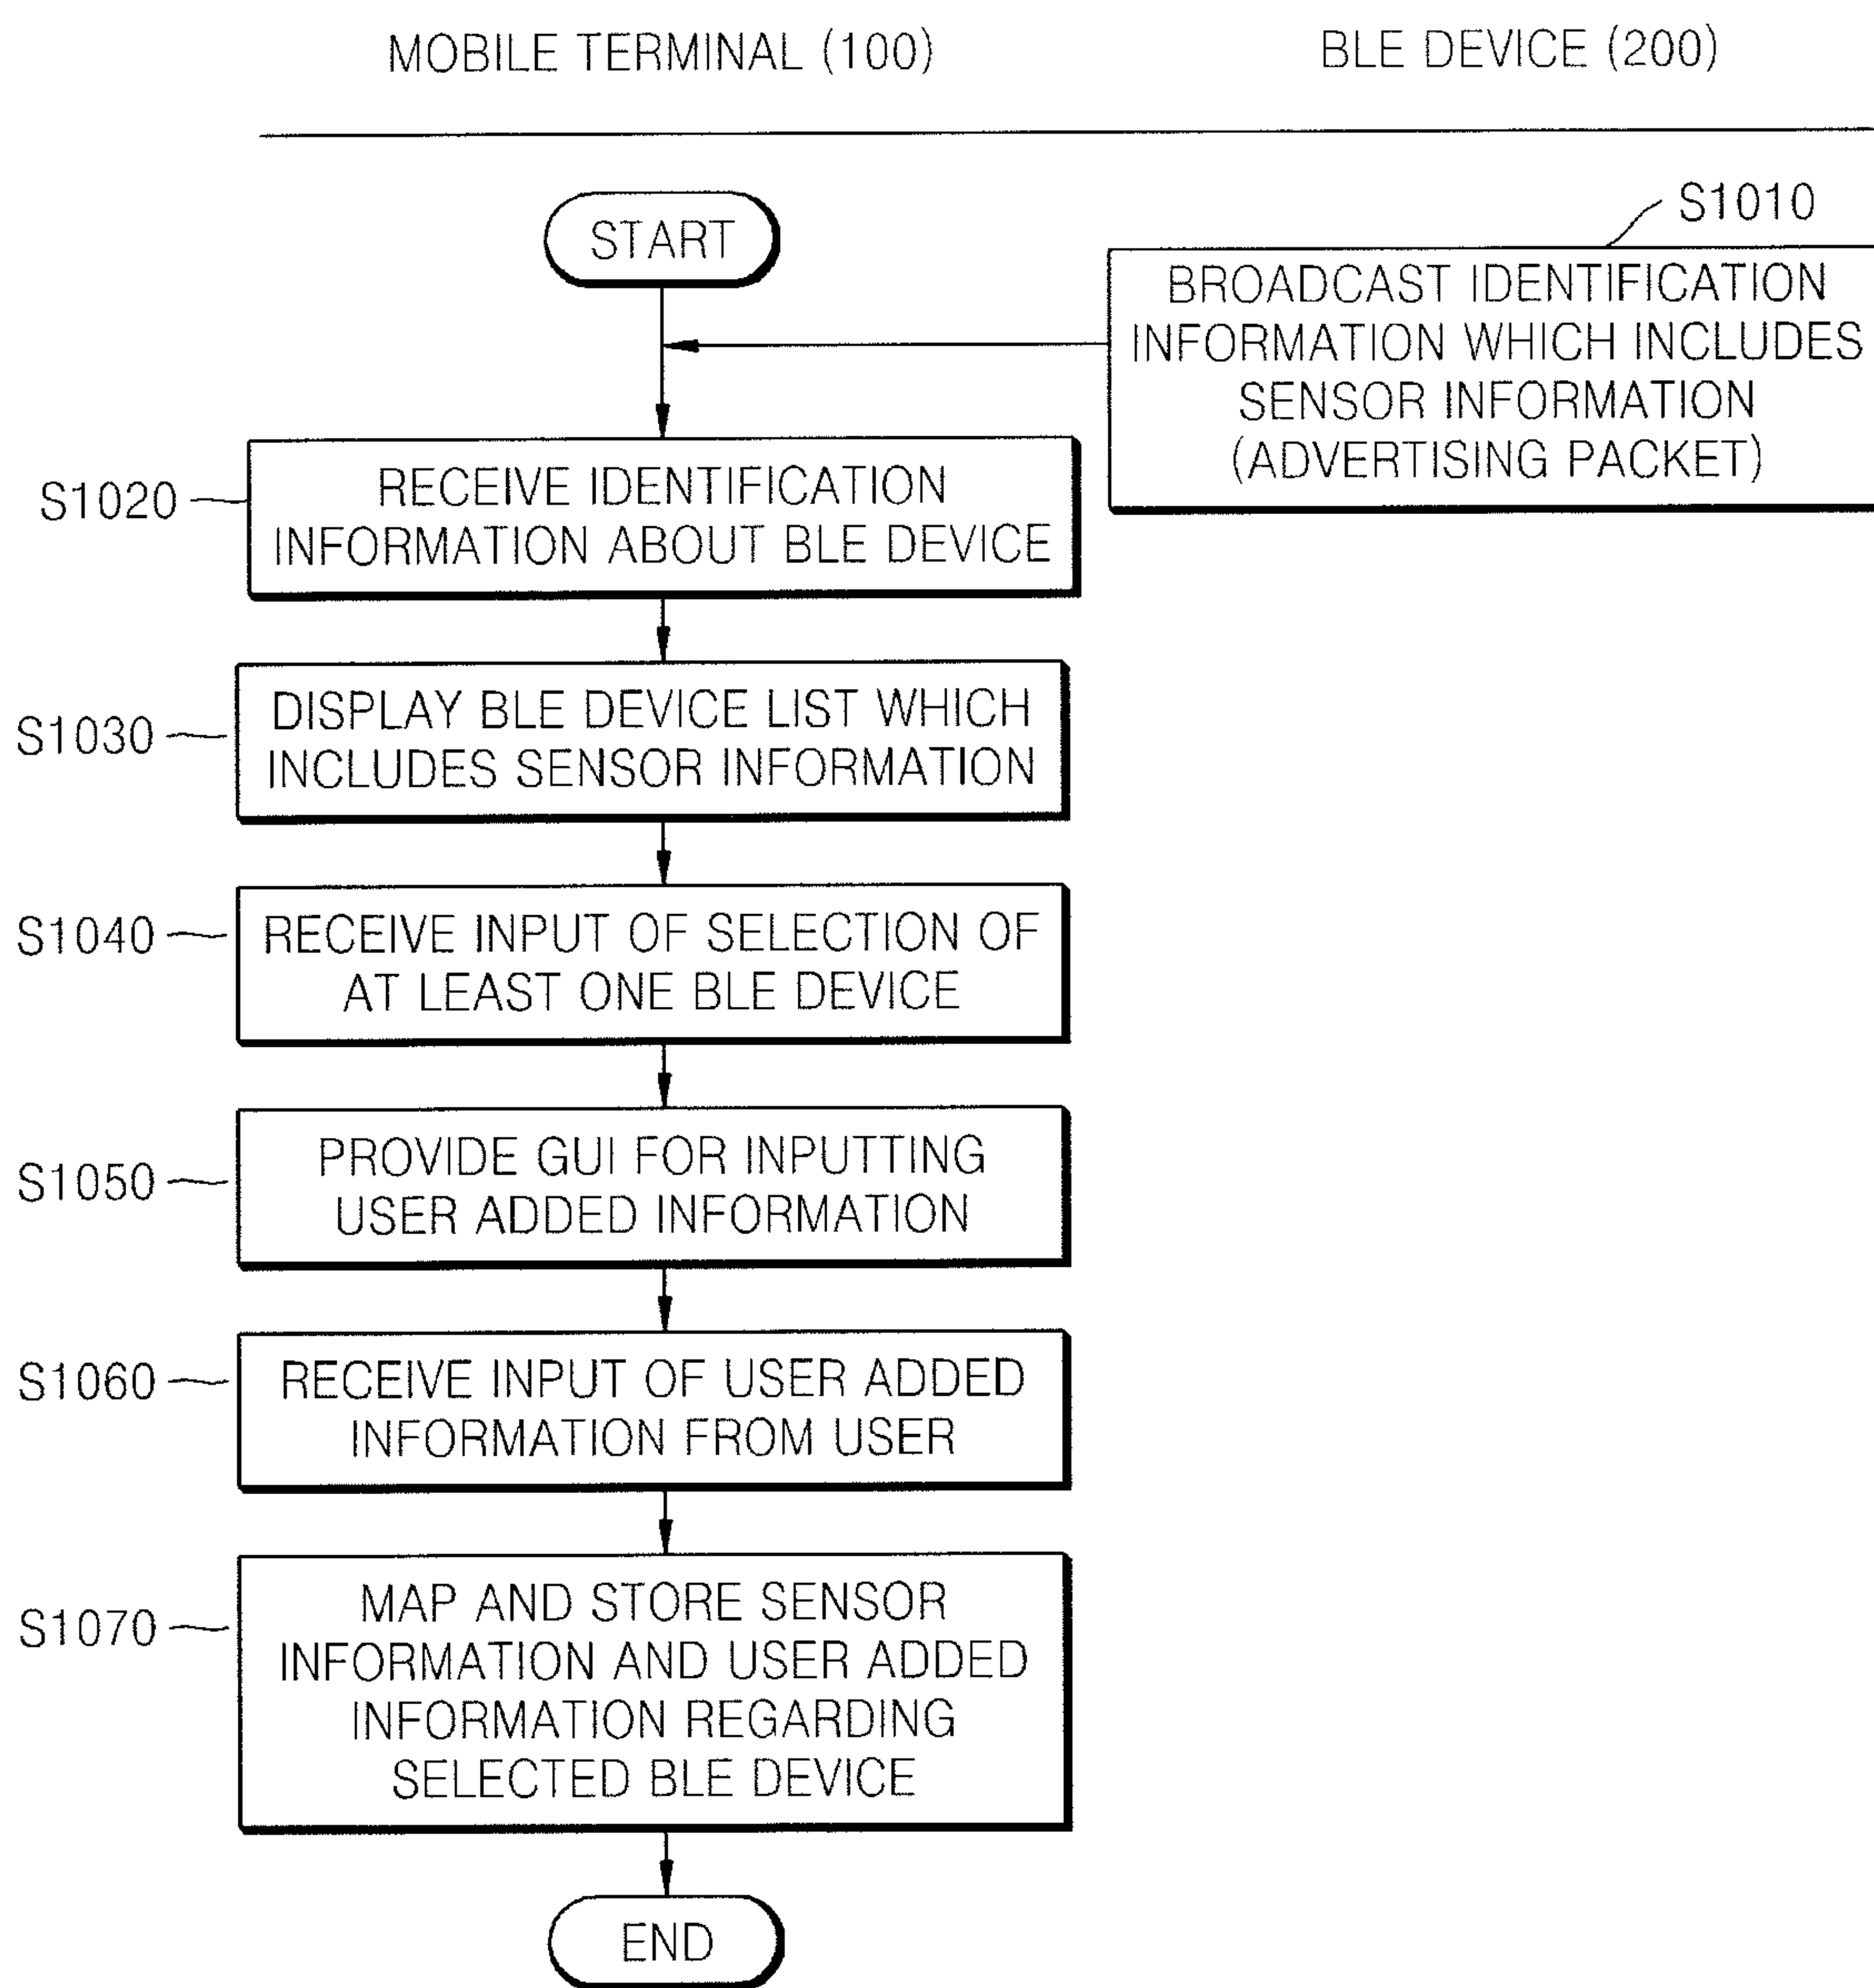 MOBILE TERMINAL (100)
BLE DEVICE (200)
START
S1010
BROADCAST IDENTIFICATION
INFORMATION WHICH INCLUDES
SENSOR INFORMATION
(ADVERTISING PACKET)
S1020
RECEIVE IDENTIFICATION
INFORMATION ABOUT BLE DEVICE
S1030
DISPLAY BLE DEVICE LIST WHICH
INCLUDES SENSOR INFORMATION
S1040
RECEIVE INPUT OF SELECTION OF
AT LEAST ONE BLE DEVICE
S1050
PROVIDE GUI FOR INPUTTING
USER ADDED INFORMATION
S1060
RECEIVE INPUT OF USER ADDED
INFORMATION FROM USER
S1070
MAP AND STORE SENSOR
INFORMATION AND USER ADDED
INFORMATION REGARDING
SELECTED BLE DEVICE
END